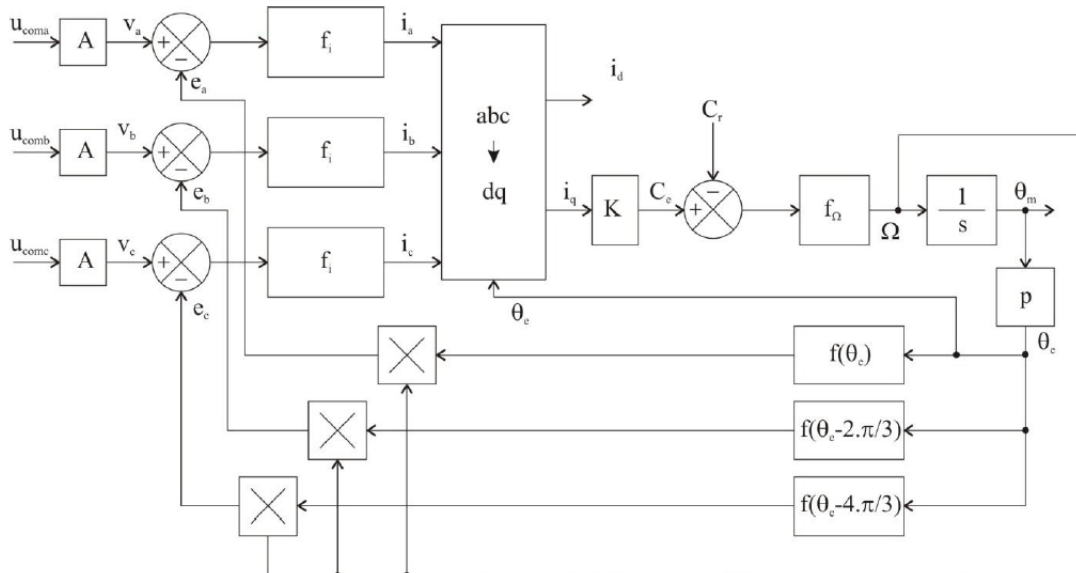 u_coma A v_a + − f_i i_a
e_a
u_comb A v_b + − f_i i_b
e_b
u_comc A v_c + − f_i i_c
e_c
abc
dq
θ_e
i_d
i_q K C_e + −
C_r
f_Ω Ω
1
s
θ_m
p
θ_e
f(θ_e)
f(θ_e-2.π/3)
f(θ_e-4.π/3)